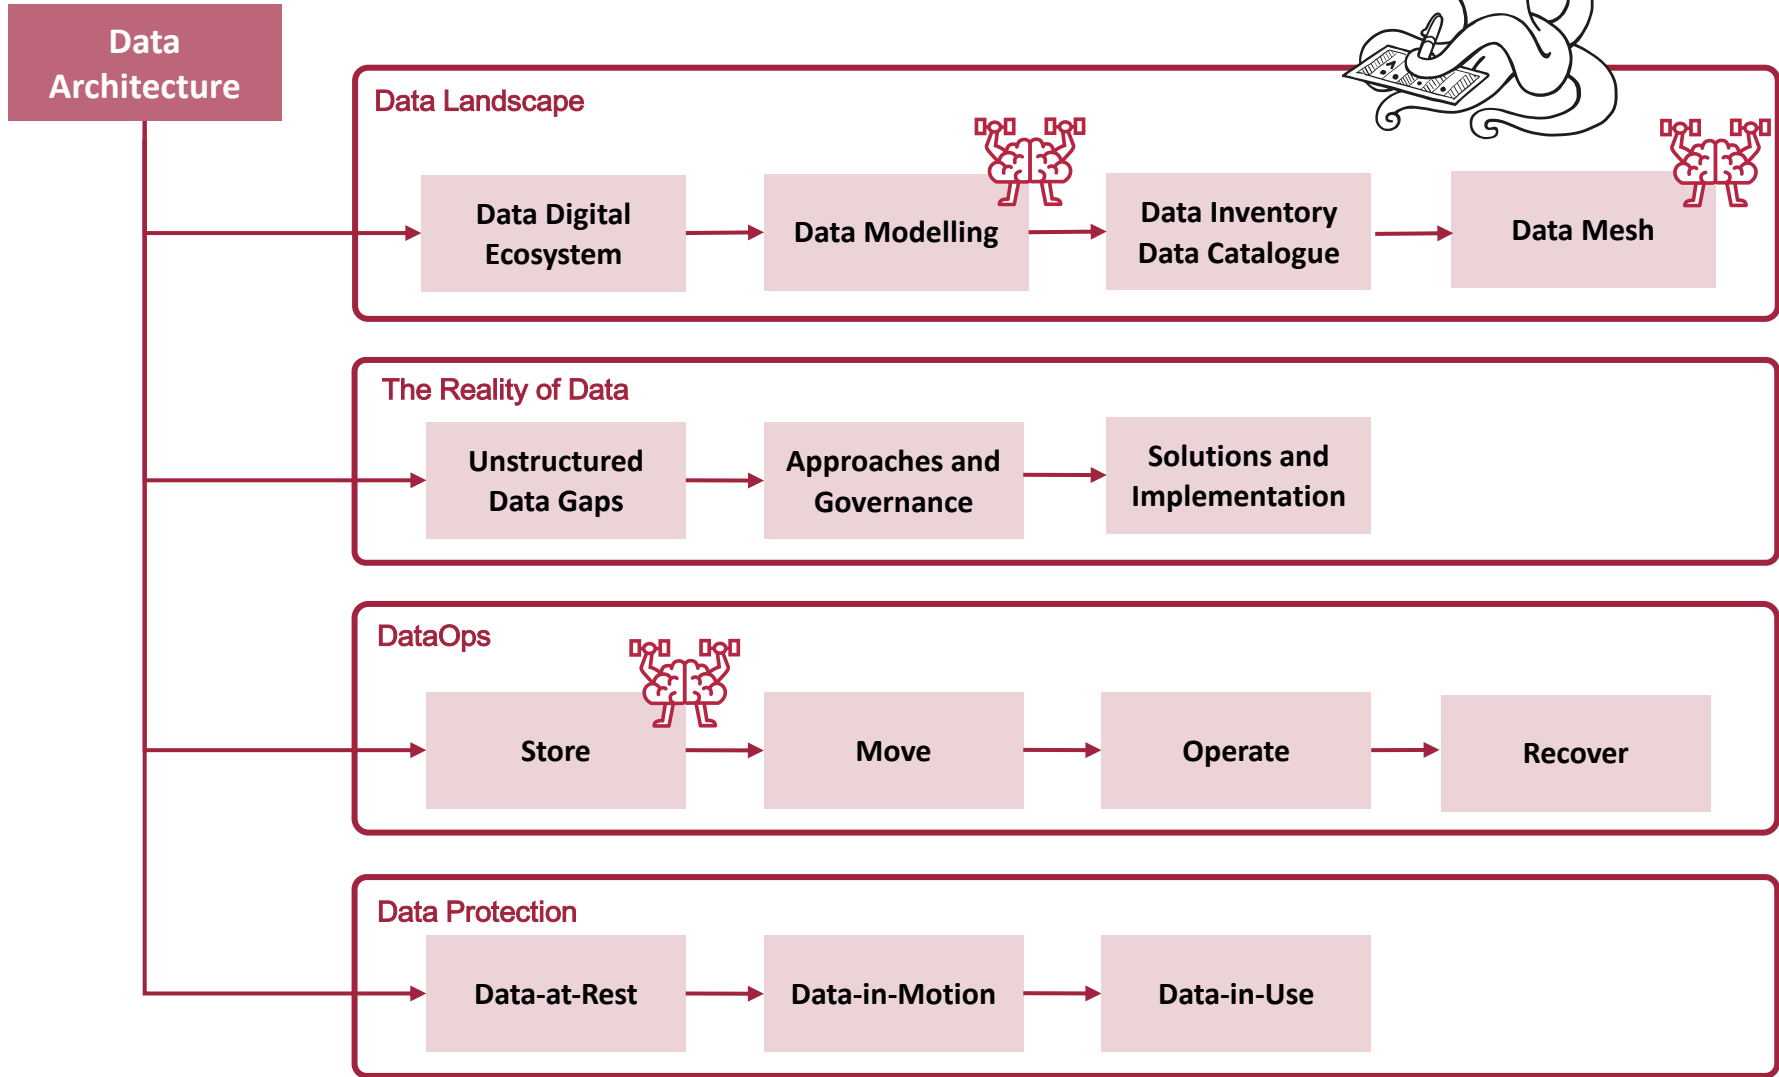 Data
Architecture
Data Landscape
Data Digital
Ecosystem
Data Modelling
Data Inventory
Data Catalogue
Data Mesh
The Reality of Data
Unstructured
Data Gaps
Approaches and
Governance
Solutions and
Implementation
DataOps
Store
Move
Operate
Recover
Data Protection
Data-at-Rest
Data-in-Motion
Data-in-Use